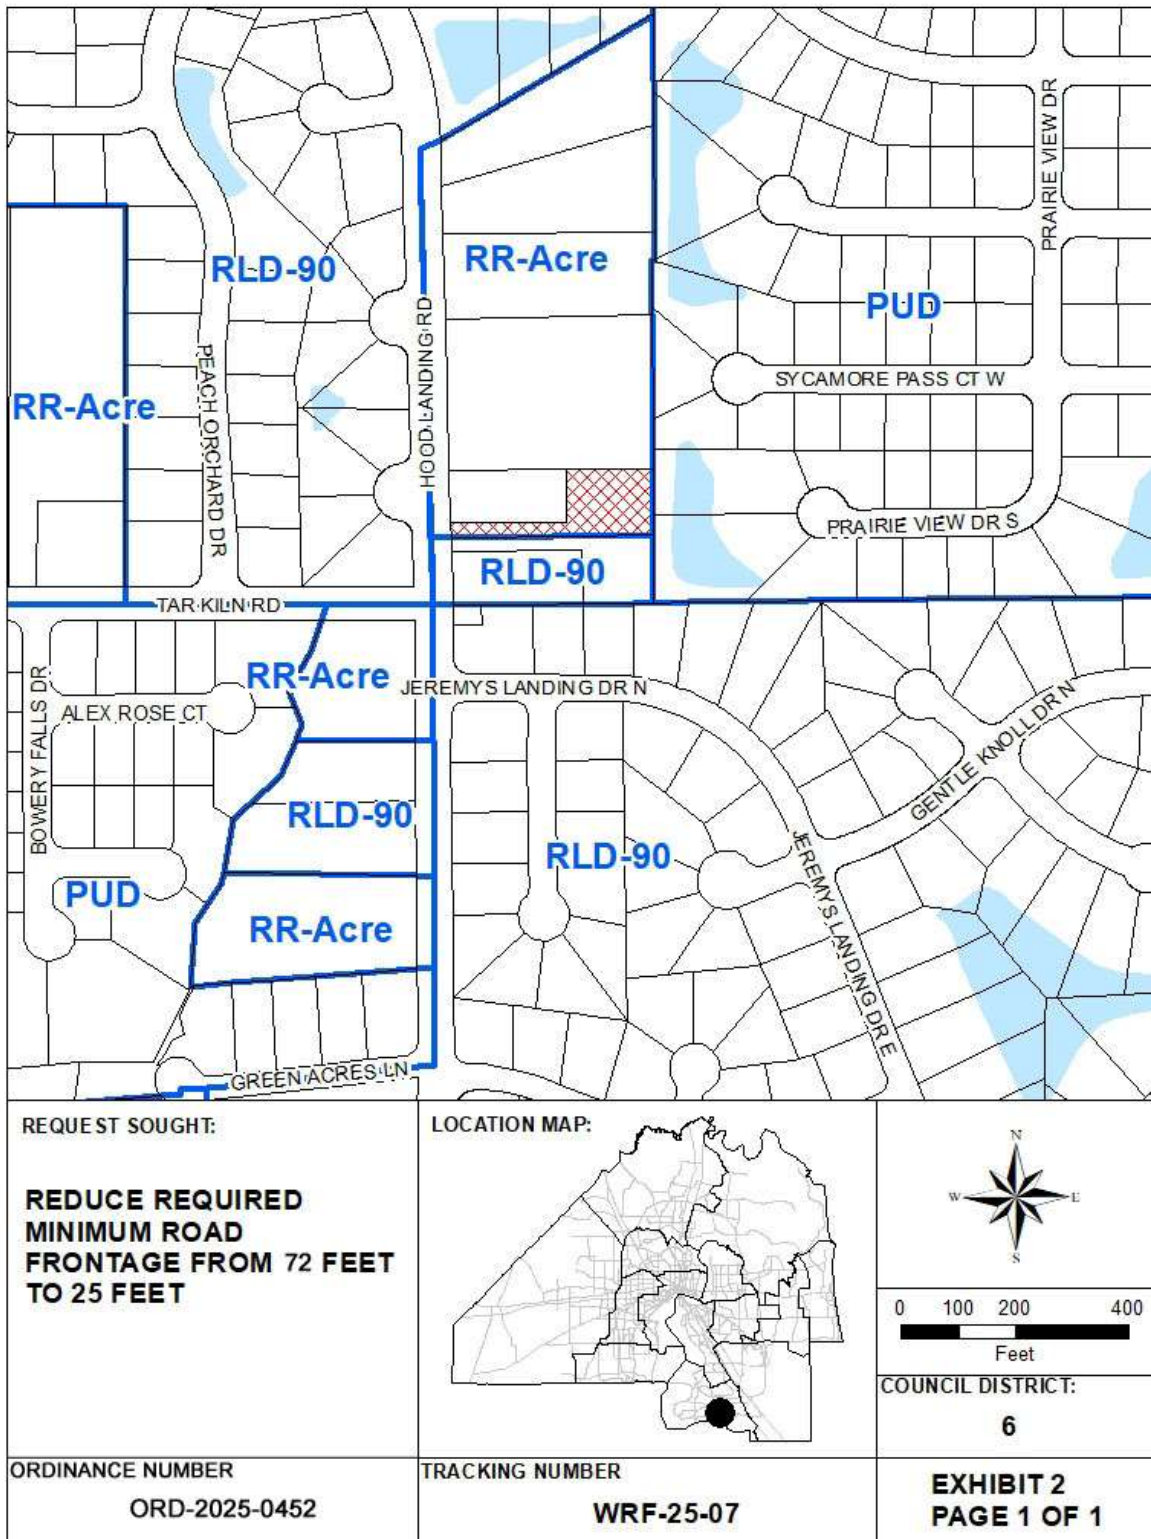 PRAIRIE VIEW DR
RLD-90
RR-Acre
PUD
HOOD LANDING RD
PEACH ORCHARD DR
SYCAMORE PASS CT W
RR-Acre
PRAIRIE VIEW DR S
RLD-90
TAR KILN RD
RR-Acre
JEREMYS LANDING DR N
BOWERY FALLS DR
ALEX ROSE CT
GENTLE KNOLL DR N
RLD-90
RLD-90
JEREMYS LANDING DR E
PUD
RR-Acre
GREEN ACRES LN
REQUEST SOUGHT:
REDUCE REQUIRED
MINIMUM ROAD
FRONTAGE FROM 72 FEET
TO 25 FEET
LOCATION MAP:
N
W
E
S
0 100 200 400
Feet
COUNCIL DISTRICT:
6
ORDINANCE NUMBER
ORD-2025-0452
TRACKING NUMBER
WRF-25-07
EXHIBIT 2
PAGE 1 OF 1